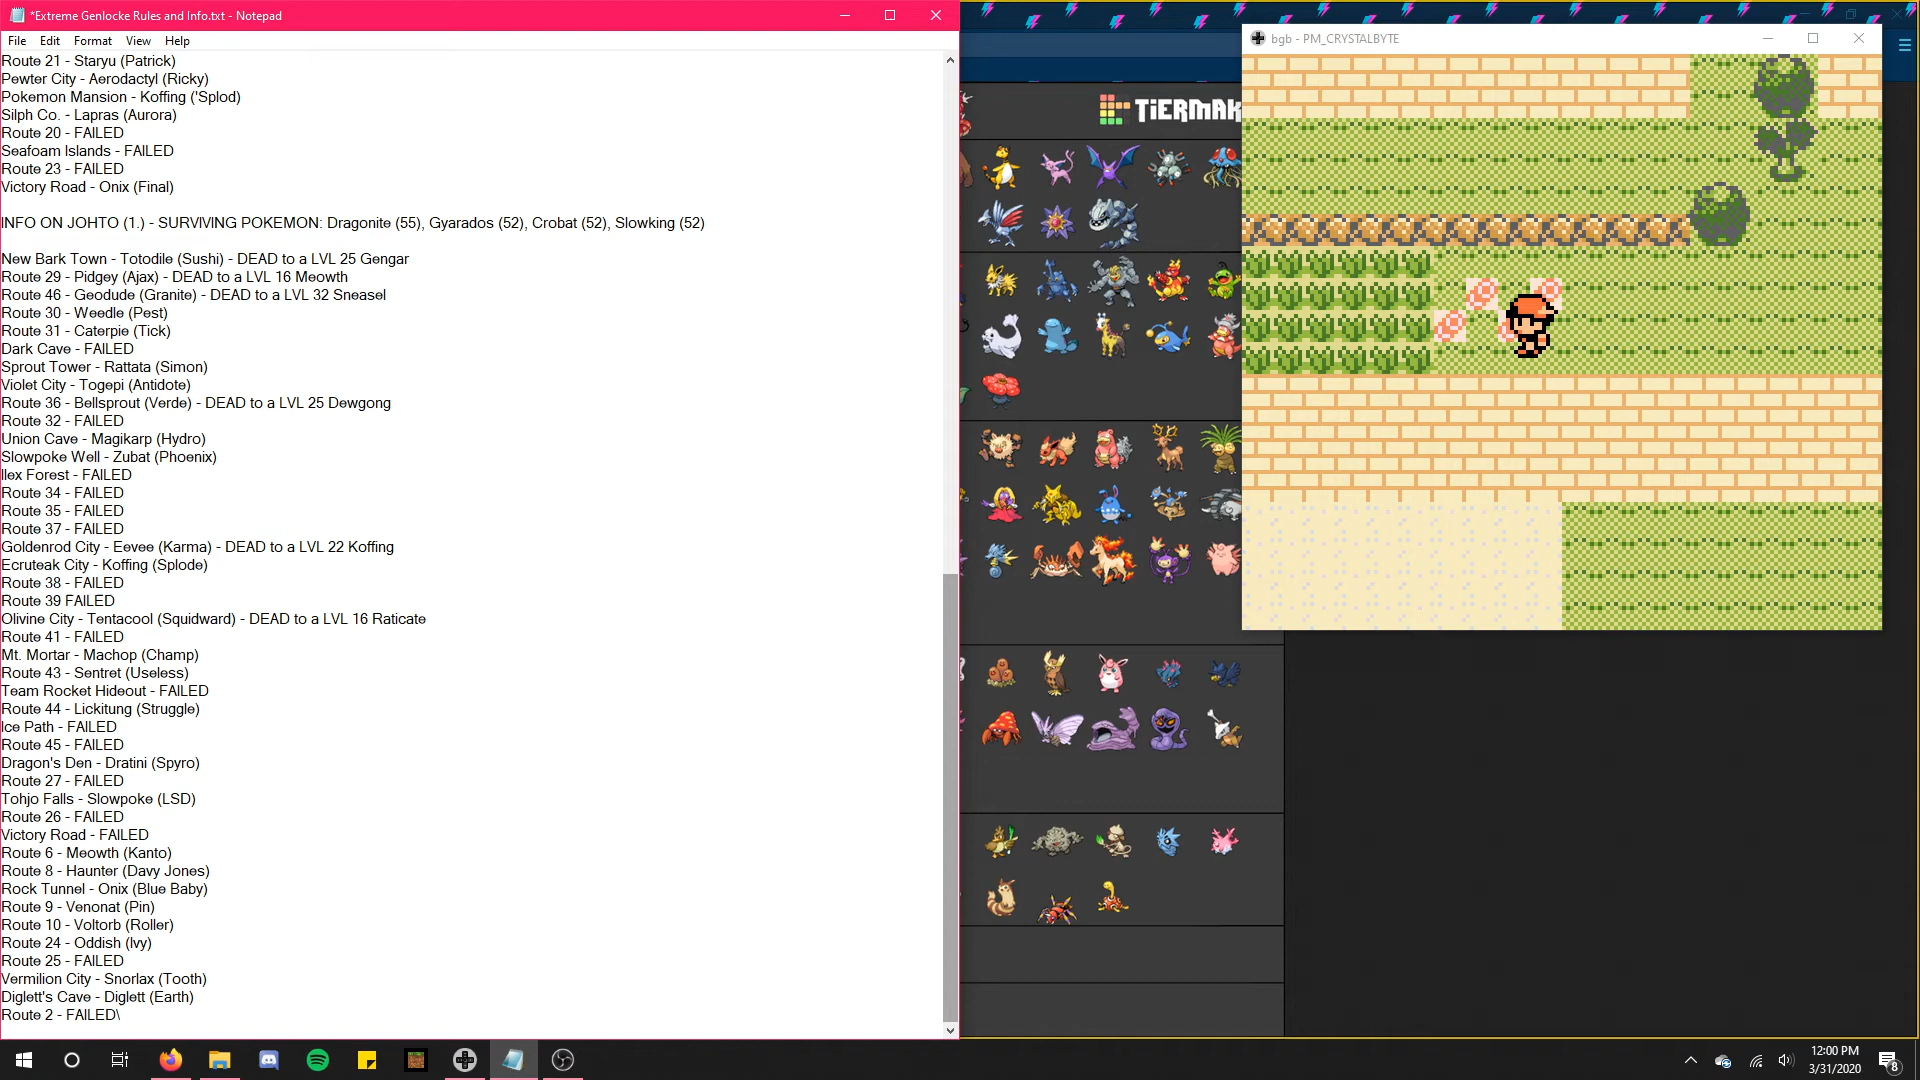 *Extreme Genlocke Rules and Info.txt - Notepad
File Edit Format View Help
Route 21 - Staryu (Patrick)
Pewter City - Aerodactyl (Ricky)
Pokemon Mansion - Koffing ('Splod)
Silph Co. - Lapras (Aurora)
Route 20 - FAILED
Seafoam Islands - FAILED
Route 23 - FAILED
Victory Road - Onix (Final)
INFO ON JOHTO (1.) - SURVIVING POKEMON: Dragonite (55), Gyarados (52), Crobat (52), Slowking (52)
New Bark Town - Totodile (Sushi) - DEAD to a LVL 25 Gengar
Route 29 - Pidgey (Ajax) - DEAD to a LVL 16 Meowth
Route 46 - Geodude (Granite) - DEAD to a LVL 32 Sneasel
Route 30 - Weedle (Pest)
Route 31 - Caterpie (Tick)
Dark Cave - FAILED
Sprout Tower - Rattata (Simon)
Violet City - Togepi (Antidote)
Route 36 - Bellsprout (Verde) - DEAD to a LVL 25 Dewgong
Route 32 - FAILED
Union Cave - Magikarp (Hydro)
Slowpoke Well - Zubat (Phoenix)
Ilex Forest - FAILED
Route 34 - FAILED
Route 35 - FAILED
Route 37 - FAILED
Goldenrod City - Eevee (Karma) - DEAD to a LVL 22 Koffing
Ecruteak City - Koffing (Splode)
Route 38 - FAILED
Route 39 FAILED
Olivine City - Tentacool (Squidward) - DEAD to a LVL 16 Raticate
Route 41 - FAILED
Mt. Mortar - Machop (Champ)
Route 43 - Sentret (Useless)
Team Rocket Hideout - FAILED
Route 44 - Lickitung (Struggle)
Ice Path - FAILED
Route 45 - FAILED
Dragon's Den - Dratini (Spyro)
Route 27 - FAILED
Tohjo Falls - Slowpoke (LSD)
Route 26 - FAILED
Victory Road - FAILED
Route 6 - Meowth (Kanto)
Route 8 - Haunter (Davy Jones)
Rock Tunnel - Onix (Blue Baby)
Route 9 - Venonat (Pin)
Route 10 - Voltorb (Roller)
Route 24 - Oddish (Ivy)
Route 25 - FAILED
Vermilion City - Snorlax (Tooth)
Diglett's Cave - Diglett (Earth)
Route 2 - FAILED\
TiERMAK
bgb - PM_CRYSTALBYTE
12:00 PM
3/31/2020
8